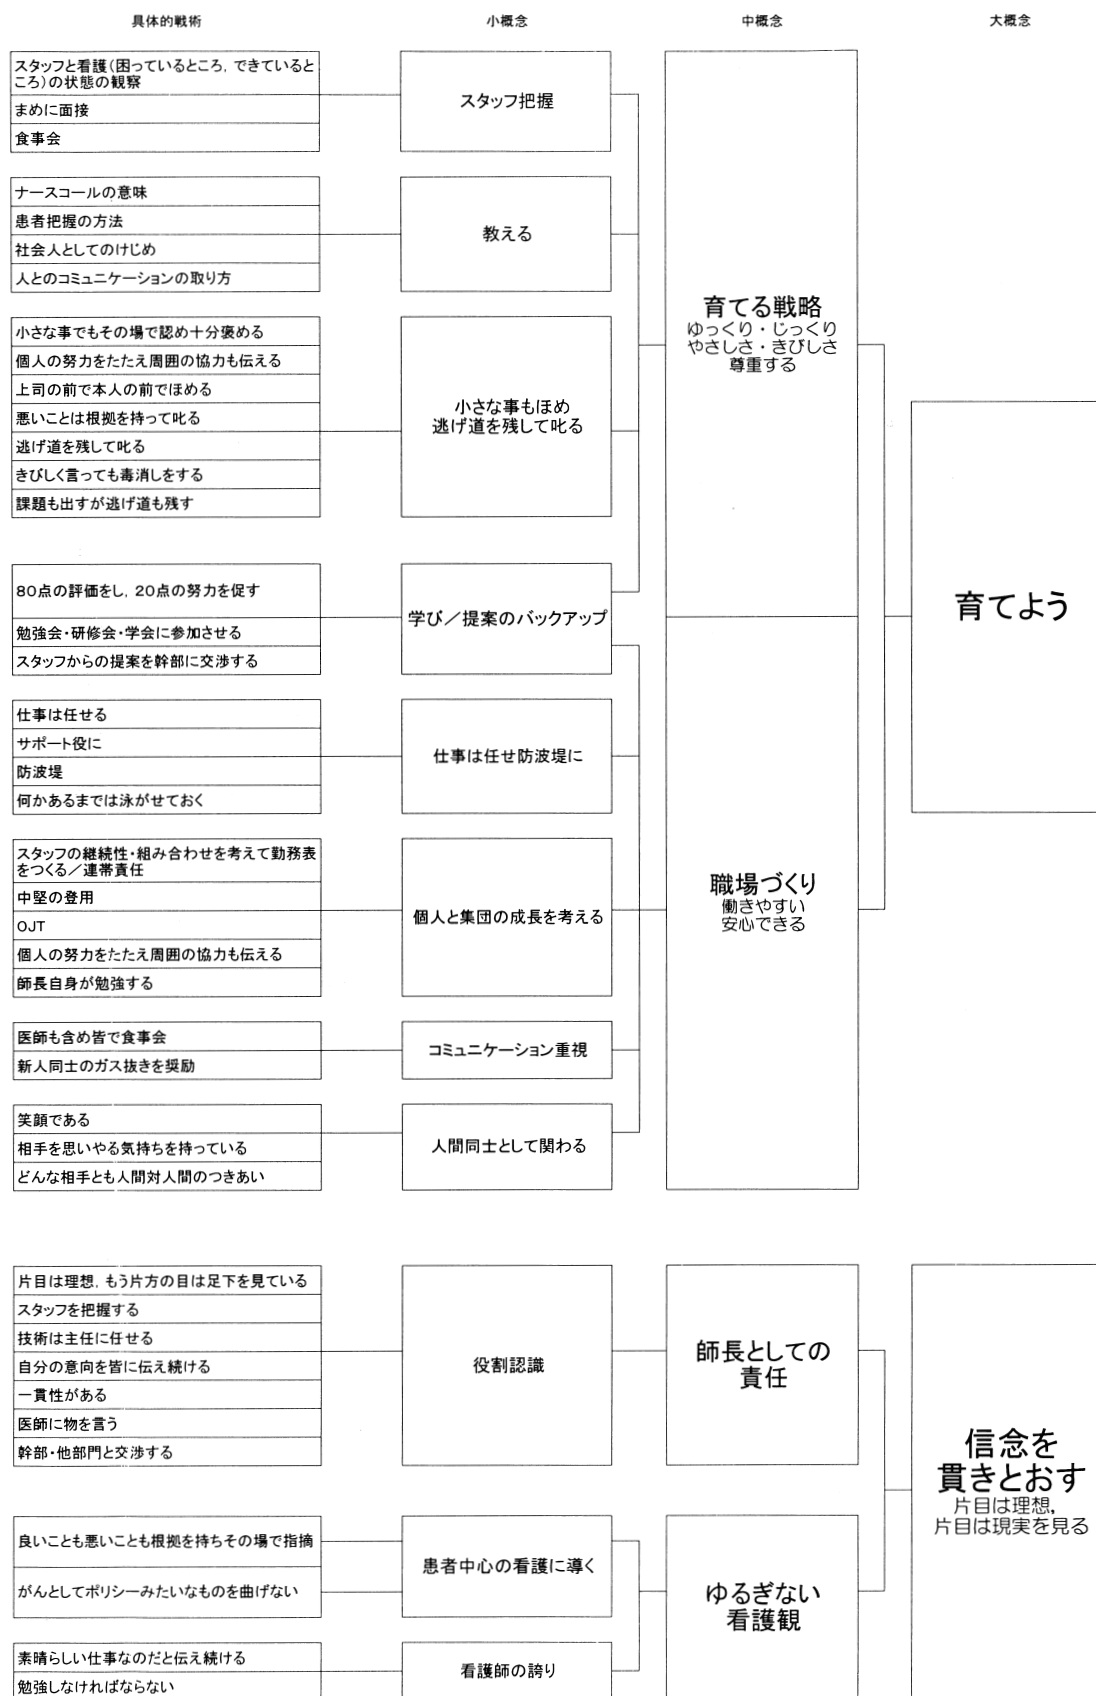 具体的戦術
小概念
中概念
大概念
スタッフと看護(困っているところ,できていると
ころ)の状態の観察
まめに面接
食事会
スタッフ把握
ナースコールの意味
患者把握の方法
社会人としてのけじめ
人とのコミュニケーションの取り方
教える
小さな事でもその場で認め十分褒める
個人の努力をたたえ周囲の協力も伝える
上司の前で本人の前でほめる
悪いことは根拠を持って叱る
逃げ道を残して叱る
きびしく言っても毒消しをする
課題も出すが逃げ道も残す
小さな事もほめ
逃げ道を残して叱る
80点の評価をし,20点の努力を促す
勉強会・研修会・学会に参加させる
スタッフからの提案を幹部に交渉する
学び/提案のバックアップ
育てる戦略
ゆっくり・じっくり
やさしさ・きびしさ
尊重する
仕事は任せる
サポート役に
防波堤
何かあるまでは泳がせておく
仕事は任せ防波堤に
スタッフの継続性・組み合わせを考えて勤務表
をつくる/連帯責任
中堅の登用
OJT
個人の努力をたたえ周囲の協力も伝える
師長自身が勉強する
個人と集団の成長を考える
医師も含め皆で食事会
新人同士のガス抜きを奨励
コミュニケーション重視
笑顔である
相手を思いやる気持ちを持っている
どんな相手とも人間対人間のつきあい
人間同士として関わる
職場づくり
働きやすい
安心できる
育てよう
片目は理想,もう片方の目は足下を見ている
スタッフを把握する
技術は主任に任せる
自分の意向を皆に伝え続ける
一貫性がある
医師に物を言う
幹部・他部門と交渉する
役割認識
師長としての
責任
良いことも悪いことも根拠を持ちその場で指摘
がんとしてポリシーみたいなものを曲げない
患者中心の看護に導く
素晴らしい仕事なのだと伝え続ける
勉強しなければならない
看護師の誇り
ゆるぎない
看護観
信念を
貫きとおす
片目は理想,
片目は現実を見る